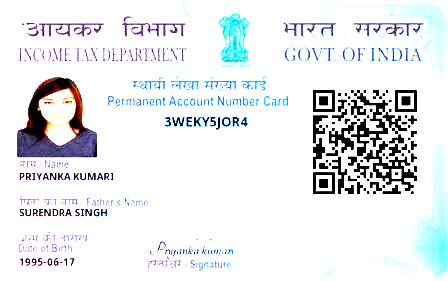 आयकर विभाग
INCOME TAX DEPARTMENT
भारत सरकार
GOVT OF INDIA
स्थायी लेखा संख्या कार्ड
Permanent Account Number Card
3WEKY5JOR4
नाम / Name
PRIYANKA KUMARI
पिता का नाम / Father's Name
SURENDRA SINGH
जन्म की तारीख
Date of Birth
1995-06-17
Priyanka kumari
हस्ताक्षर / Signature